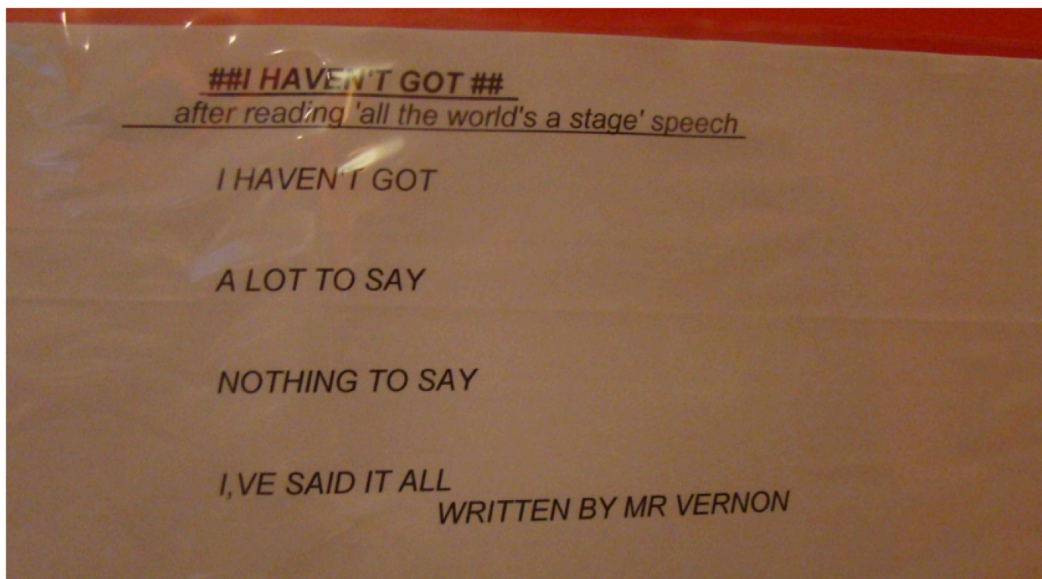 ##I HAVEN'T GOT ##
after reading 'all the world's a stage' speech
I HAVEN'T GOT
A LOT TO SAY
NOTHING TO SAY
I,VE SAID IT ALL
WRITTEN BY MR VERNON